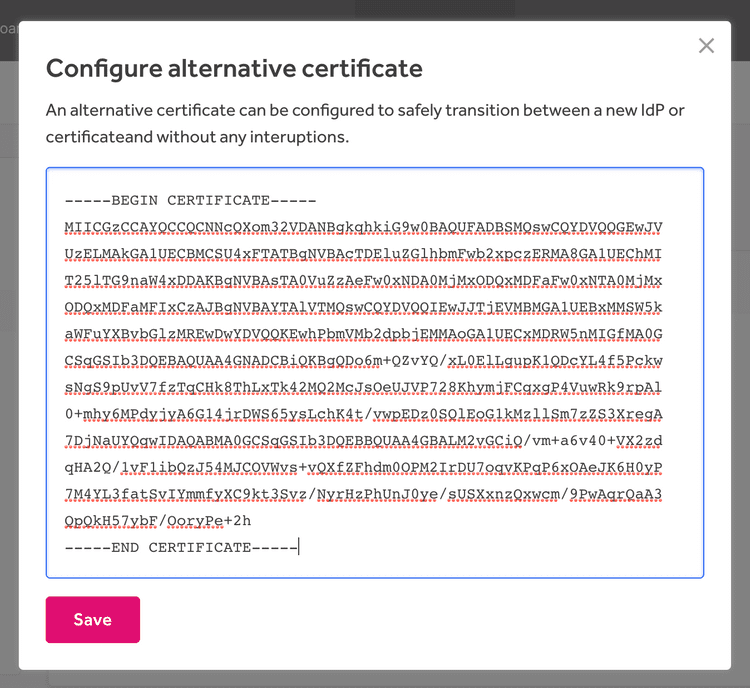 oar
Configure alternative certificate
An alternative certificate can be configured to safely transition between a new IdP or
certificateand without any interuptions.
-----BEGIN CERTIFICATE-----
MIICGzCCAYQCCQCNNcQXom32VDANBgkqhkiG9w0BAQUFADBSMQswCQYDVQQGEwJV
UzELMAkGA1UECBMCSU4xFTATBgNVBAcTDEluZGlhbmFwb2xpczERMA8GA1UEChMI
T25lTG9naW4xDDAKBgNVBAsTA0VuZzAeFw0xNDA0MjMxODQxMDFaFw0xNTA0MjMx
ODQxMDFaMFIxCzAJBgNVBAYTAlVTMQswCQYDVQQIEwJJTjEVMBMGA1UEBxMMSW5k
aWFuYXBvbGlzMREwDwYDVQQKEwhPbmVMb2dpbjEMMAoGA1UECxMDRW5nMIGfMA0G
CSqGSIb3DQEBAQUAA4GNADCBiQKBgQDo6m+QZvYQ/xL0ElLgupK1QDcYL4f5Pckw
sNgS9pUvV7fzTqCHk8ThLxTk42MQ2McJsOeUJVP728KhymjFCqxgP4VuwRk9rpAl
0+mhy6MPdyjyA6G14jrDWS65ysLchK4t/vwpEDz0SQlEoG1kMzllSm7zZS3XregA
7DjNaUYQqwIDAQABMA0GCSqGSIb3DQEBBQUAA4GBALM2vGCiQ/vm+a6v40+VX2zd
qHA2Q/1vF1ibQzJ54MJCOVWvs+vQXfZFhdm0OPM2IrDU7oqvKPqP6xOAeJK6H0yP
7M4YL3fatSvIYmmfyXC9kt3Svz/NyrHzPhUnJ0ye/sUSXxnzQxwcm/9PwAqrQaA3
QpQkH57ybF/OoryPe+2h
-----END CERTIFICATE-----
Save